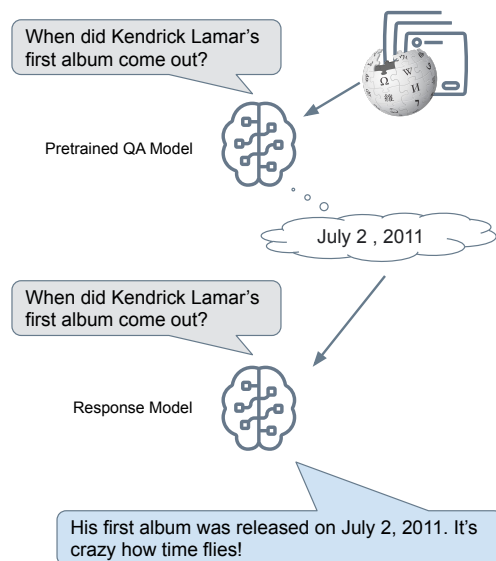 When did Kendrick Lamar's
first album come out?
Pretrained QA Model
July 2 , 2011
When did Kendrick Lamar's
first album come out?
Response Model
His first album was released on July 2, 2011. It's
crazy how time flies!